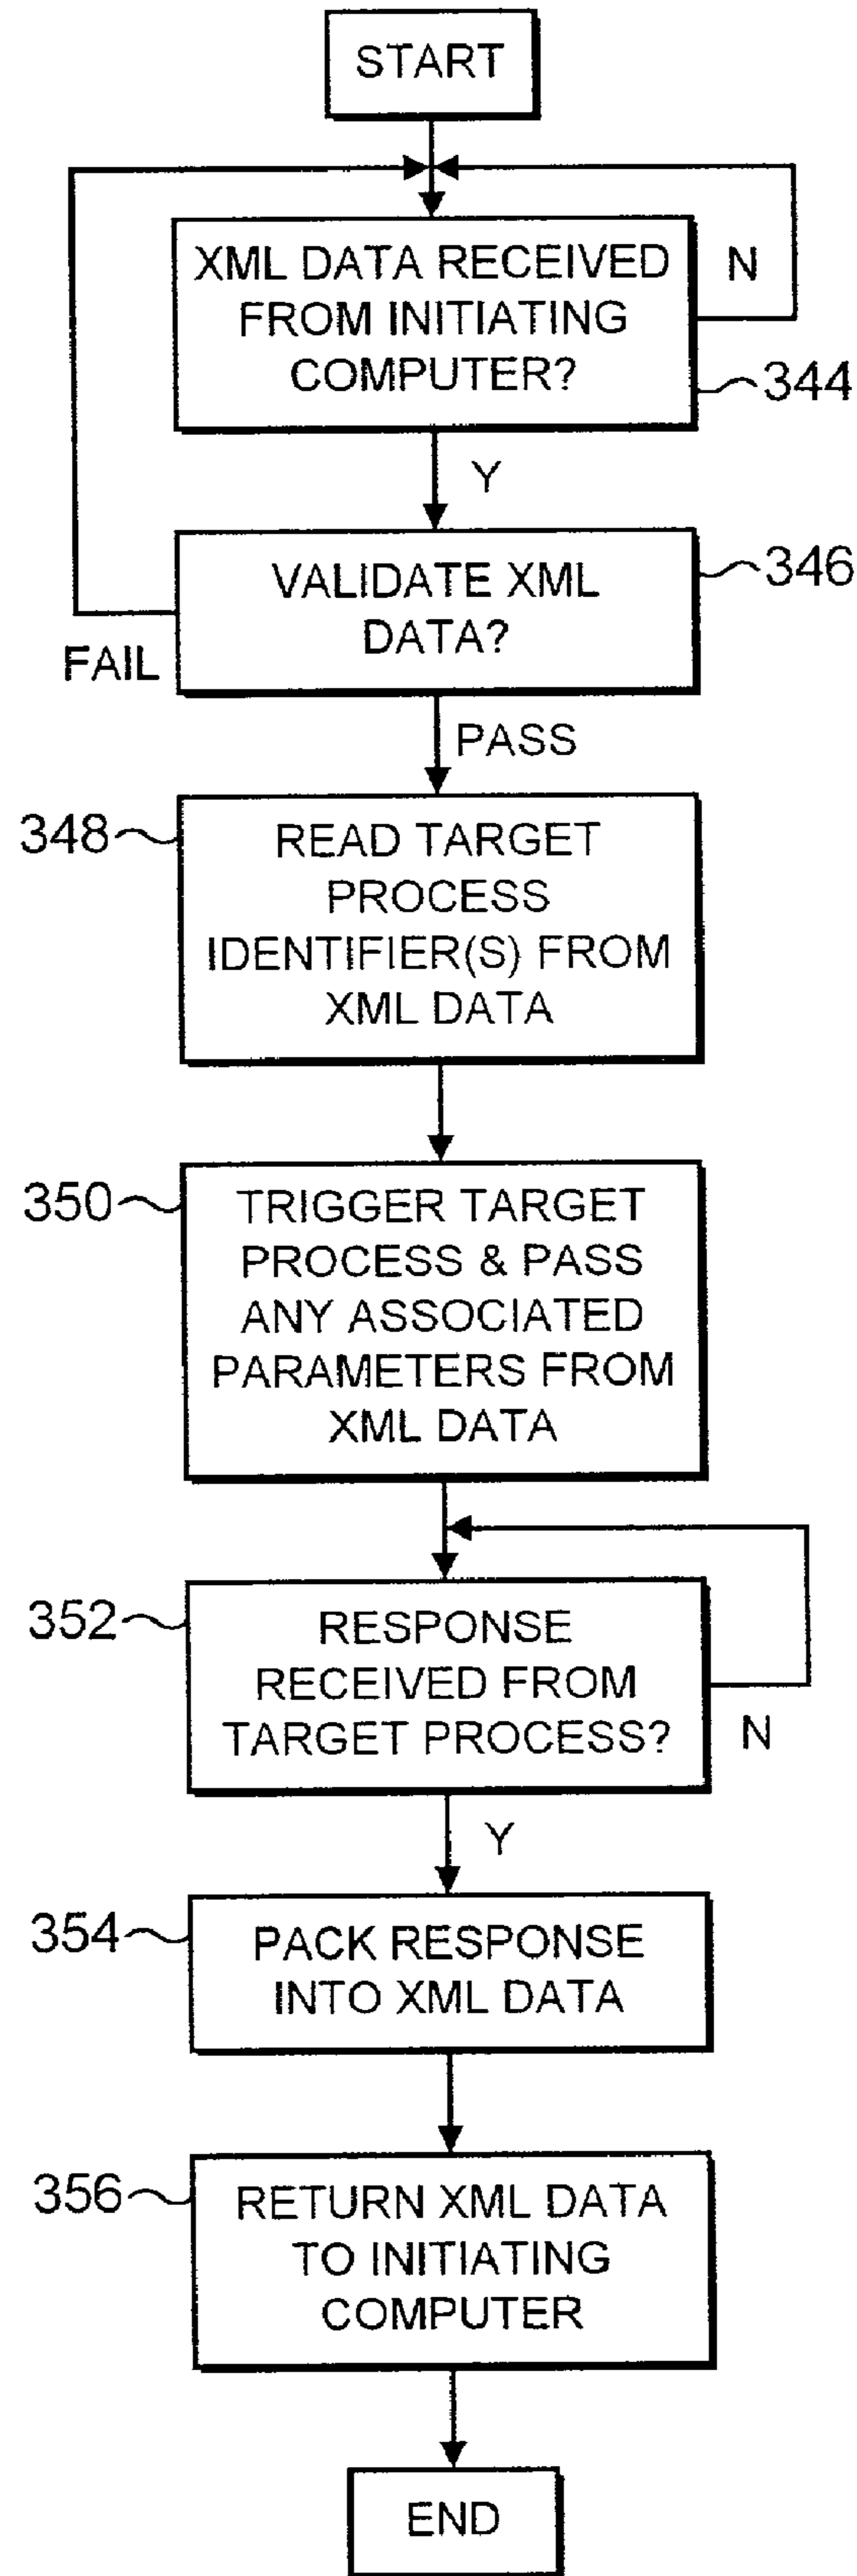 START
XML DATA RECEIVED
FROM INITIATING
COMPUTER?
N
344
Y
VALIDATE XML
DATA?
346
FAIL
PASS
348
READ TARGET
PROCESS
IDENTIFIER(S) FROM
XML DATA
350
TRIGGER TARGET
PROCESS & PASS
ANY ASSOCIATED
PARAMETERS FROM
XML DATA
352
RESPONSE
RECEIVED FROM
TARGET PROCESS?
N
Y
354
PACK RESPONSE
INTO XML DATA
356
RETURN XML DATA
TO INITIATING
COMPUTER
END